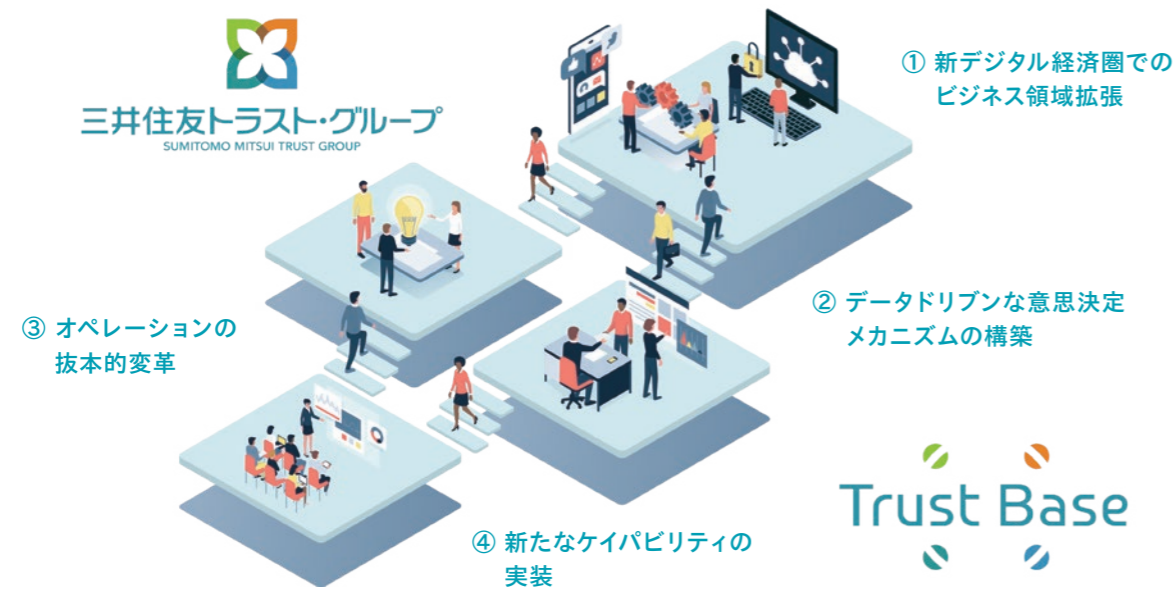 三井住友トラスト・グループ
SUMITOMO MITSUI TRUST GROUP
① 新デジタル経済圏での
ビジネス領域拡張
② データドリブンな意思決定
メカニズムの構築
③ オペレーションの
抜本的変革
④ 新たなケイパビリティの
実装
Trust Base